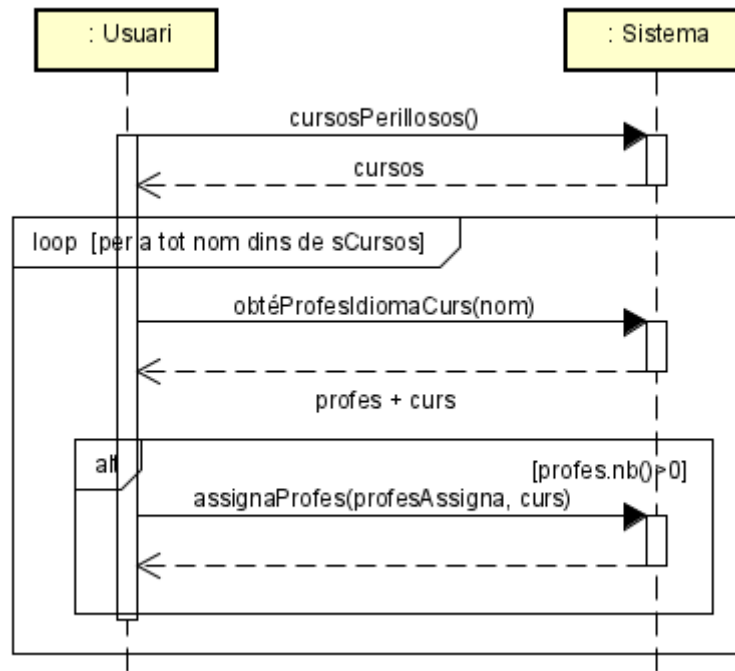 : Usuari
: Sistema
cursosPerillosos()
cursos
loop [per a tot nom dins de sCursos]
obtéProfesIdiomaCurs(nom)
profes + curs
alt
[profes.nb()>0]
assignaProfes(profesAssigna, curs)